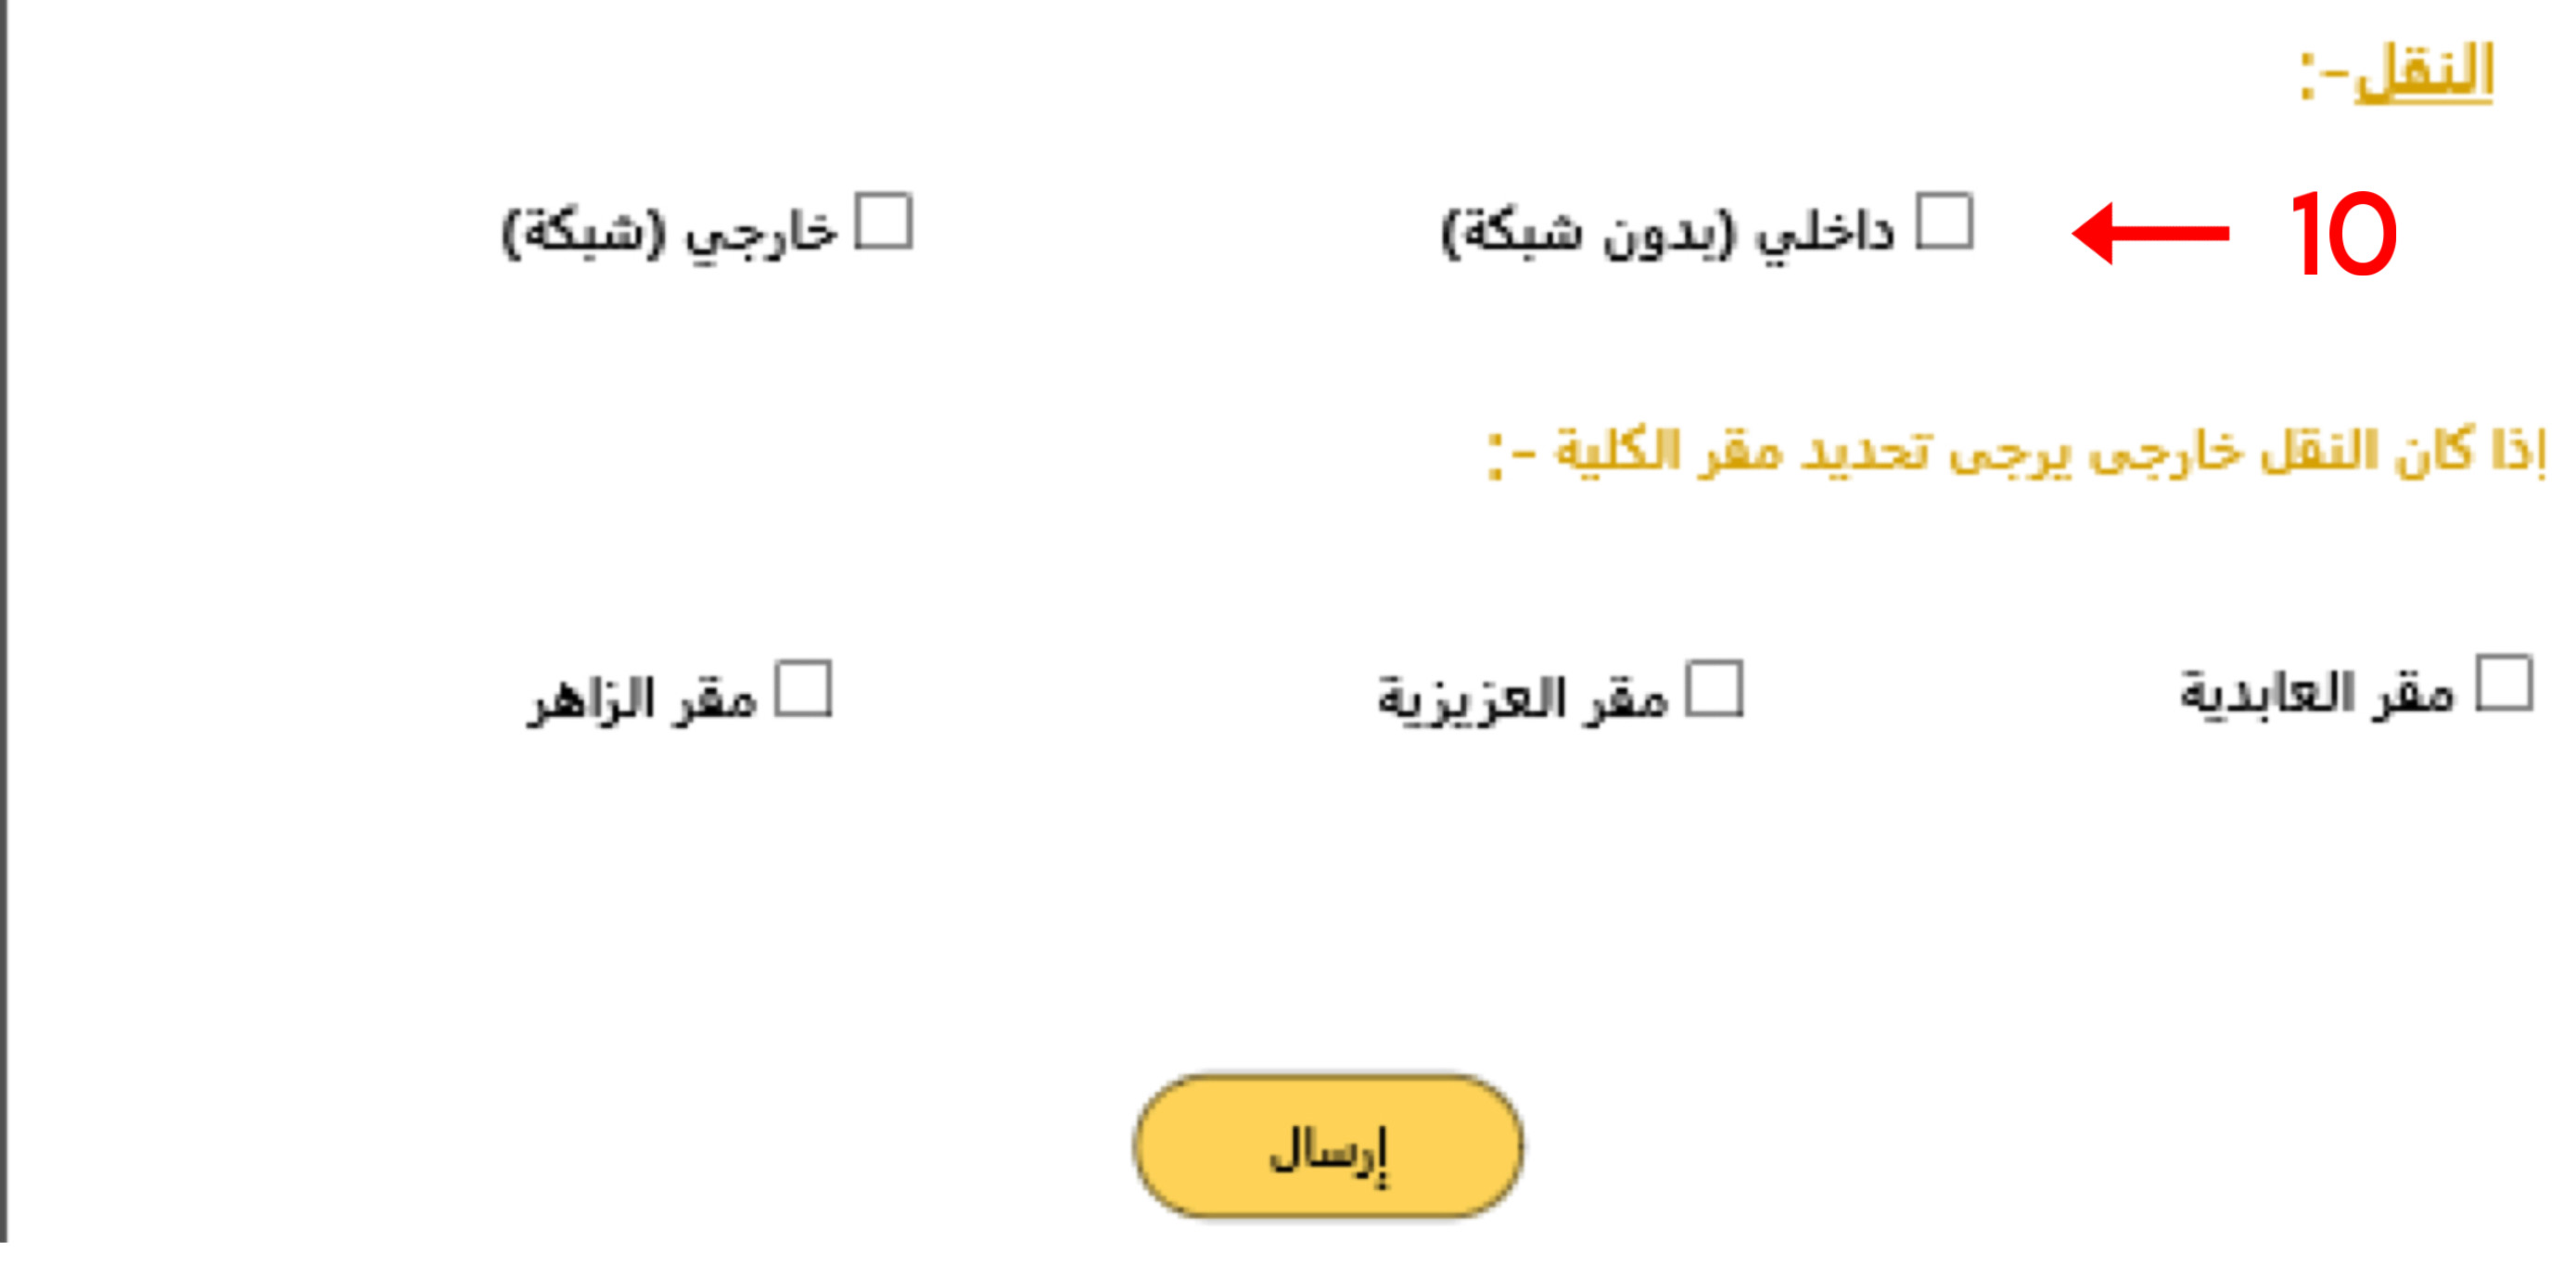 النقل-:
10 ← ☐ داخلي (بدون شبكة) ☐ خارجي (شبكة)
إذا كان النقل خارجى يرجى تحديد مقر الكلية -:
☐ مقر العابدية ☐ مقر العزيزية ☐ مقر الزاهر
إرسال